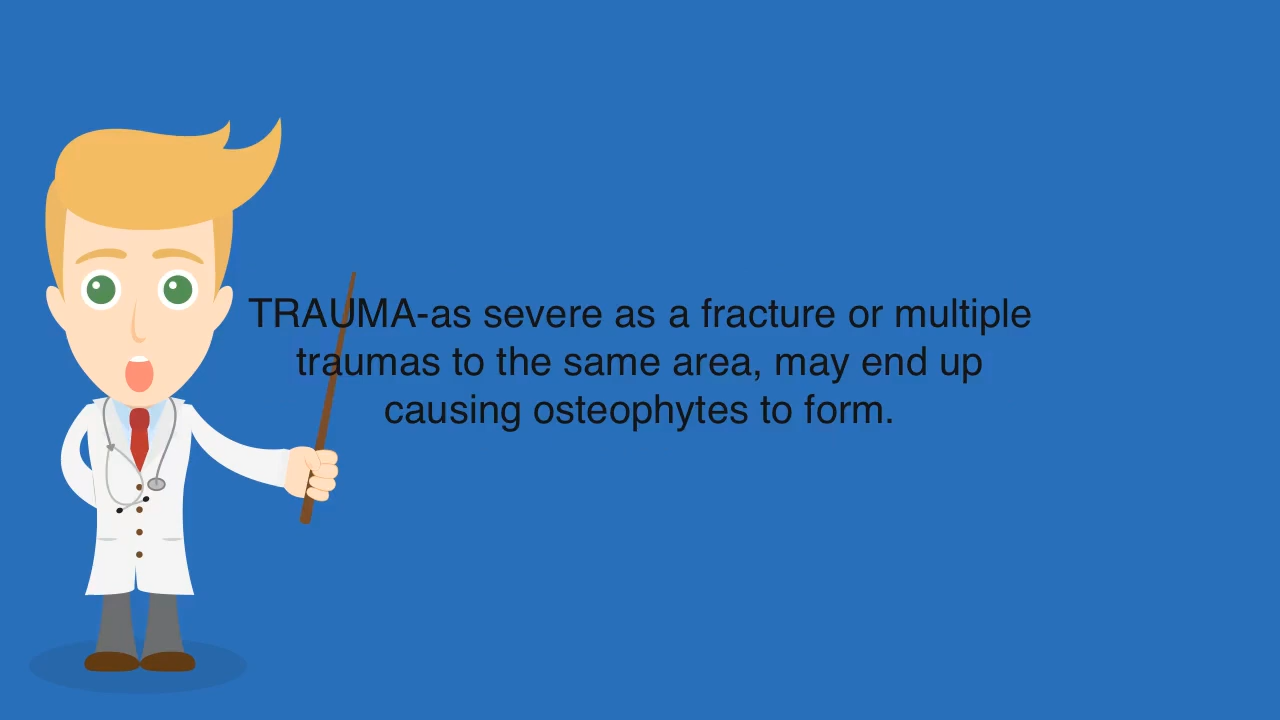 TRAUMA-as severe as a fracture or multiple
traumas to the same area, may end up
causing osteophytes to form.